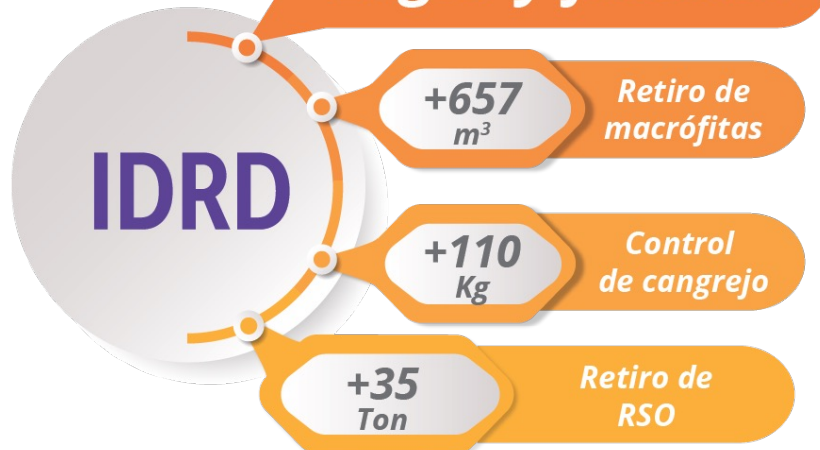 +657
m³
Retiro de
macrófitas
IDRD
+110
Kg
Control
de cangrejo
+35
Ton
Retiro de
RSO